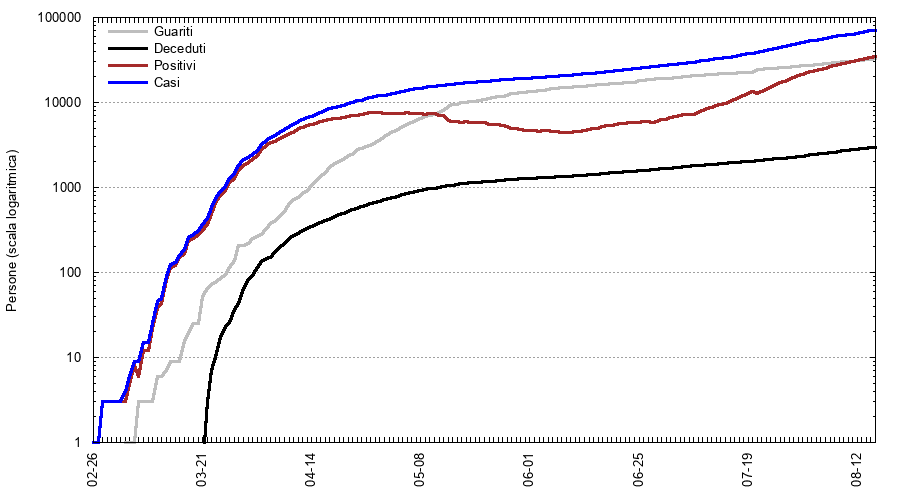 100000
10000
1000
100
10
1
Persone (scala logaritmica)
Guariti
Deceduti
Positivi
Casi
02-26
03-21
04-14
05-08
06-01
06-25
07-19
08-12